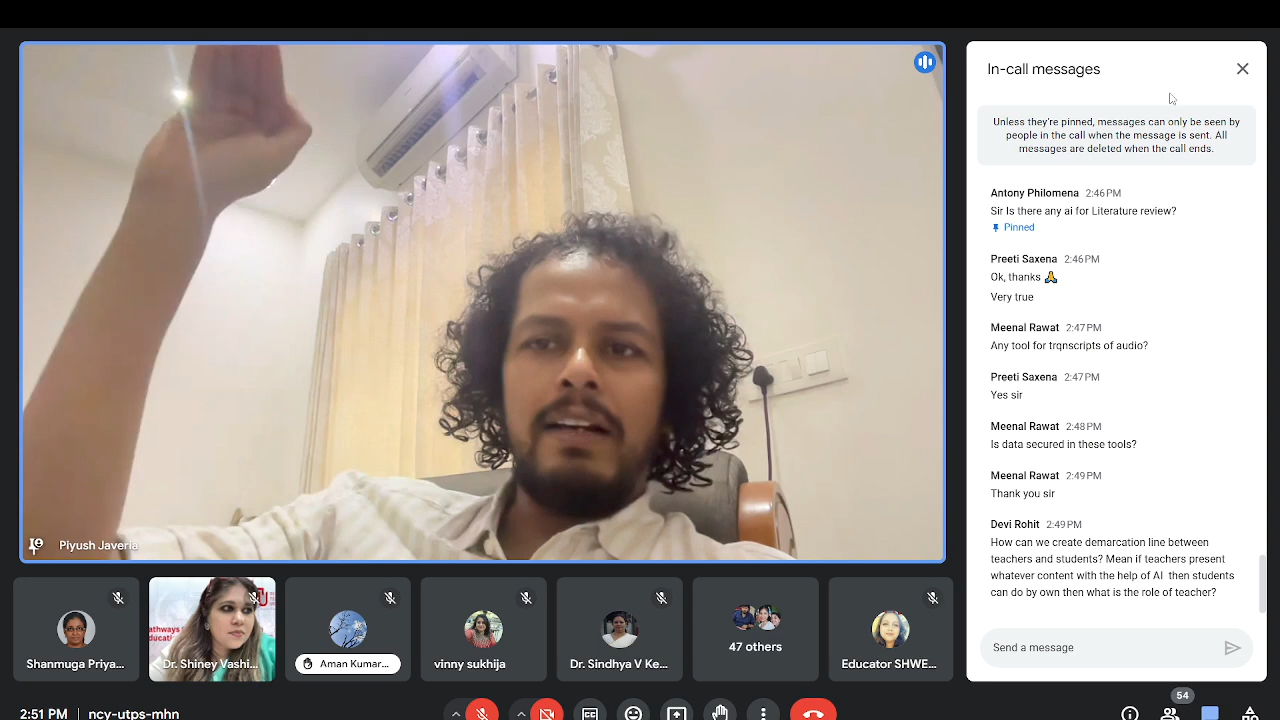 In-call messages
Unless they're pinned, messages can only be seen by
people in the call when the message is sent. All
messages are deleted when the call ends.
Antony Philomena 2:46 PM
Sir Is there any ai for Literature review?
Pinned
Preeti Saxena 2:46 PM
Ok, thanks 🙏
Very true
Meenal Rawat 2:47 PM
Any tool for trqnscripts of audio?
Preeti Saxena 2:47 PM
Yes sir
Meenal Rawat 2:48 PM
Is data secured in these tools?
Meenal Rawat 2:49 PM
Thank you sir
Devi Rohit 2:49 PM
How can we create demarcation line between
teachers and students? Mean if teachers present
whatever content with the help of AI then students
can do by own then what is the role of teacher?
Send a message
Piyush Javeria
Shanmuga Priya...
Dr. Shiney Vashi...
Aman Kumar...
vinny sukhija
Dr. Sindhya V Ke...
47 others
Educator SHWE...
2:51 PM | ncy-utps-mhn
54